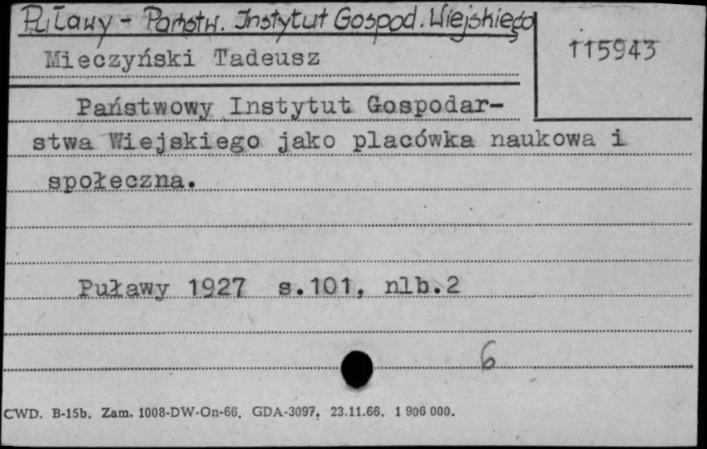 Puławy - Państw. Instytut Gospod. Wiejskiego
115943
Mieczyński Tadeusz
Państwowy Instytut Gospodar-
stwa Wiejskiego jako placówka naukowa i
społeczna.
Puławy 1927 s.101, nlb.2
6
CWD. B-15b. Zam. 1008-DW-On-66. GDA-3097. 23.11.66. 1 906 000.